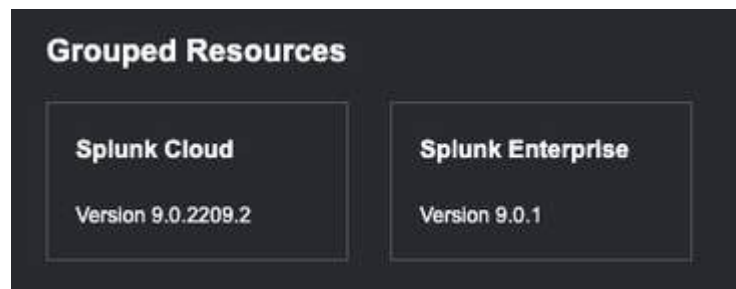 Grouped Resources
Splunk Cloud
Version 9.0.2209.2
Splunk Enterprise
Version 9.0.1